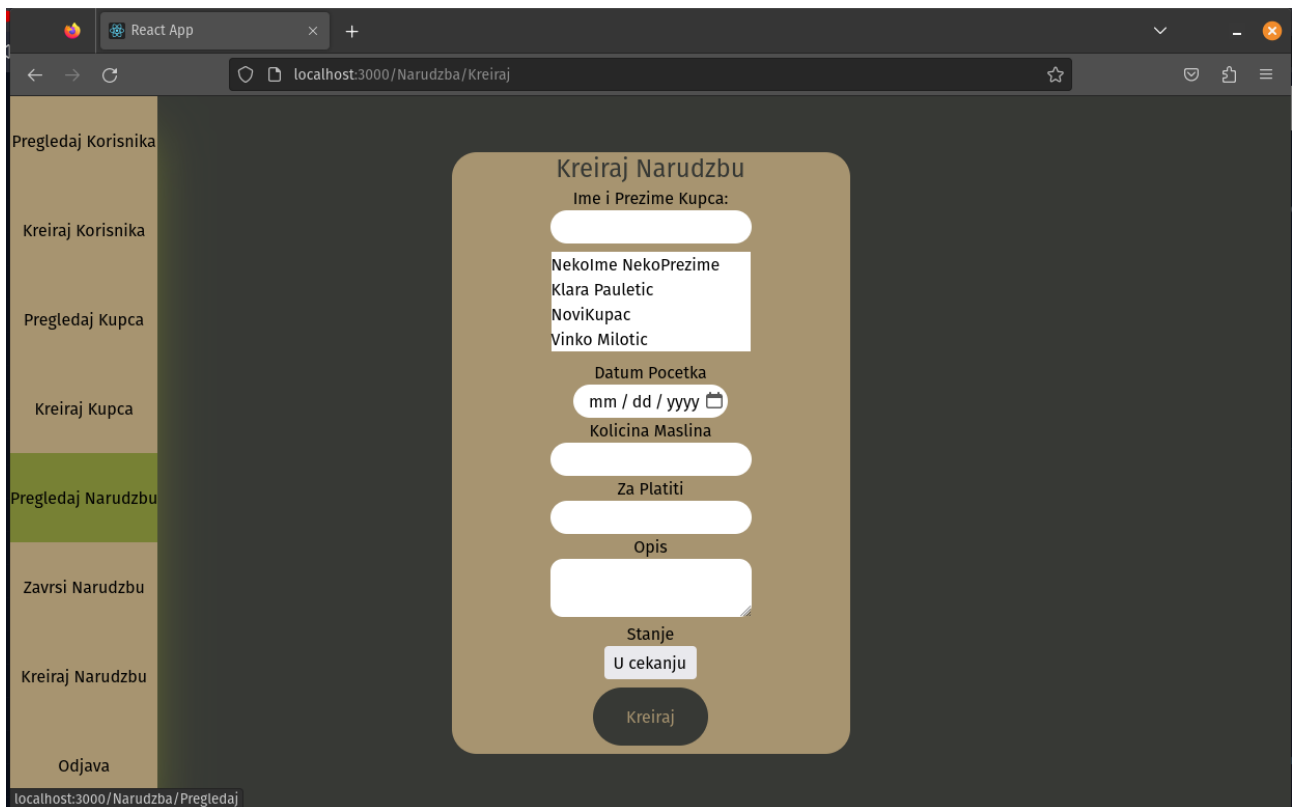 React App
localhost:3000/Narudzba/Kreiraj
Pregledaj Korisnika
Kreiraj Korisnika
Pregledaj Kupca
Kreiraj Kupca
Pregledaj Narudzbu
Zavrsi Narudzbu
Kreiraj Narudzbu
Odjava
Kreiraj Narudzbu
Ime i Prezime Kupca:
NekoIme NekoPrezime
Klara Pauletic
NoviKupac
Vinko Milotic
Datum Pocetka
mm / dd / yyyy
Kolicina Maslina
Za Platiti
Opis
Stanje
U cekanju
Kreiraj
localhost:3000/Narudzba/Pregledaj